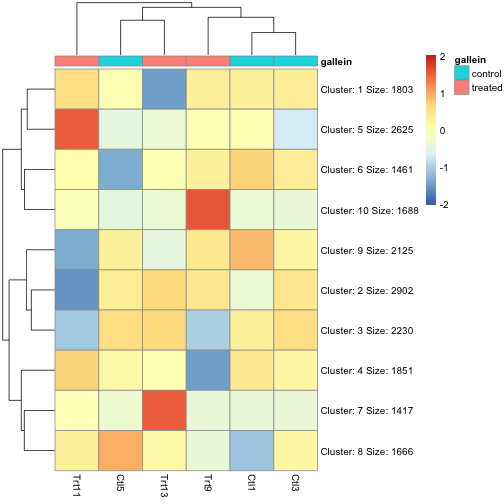 gallein
Cluster: 1 Size: 1803
Cluster: 5 Size: 2625
Cluster: 6 Size: 1461
Cluster: 10 Size: 1688
Cluster: 9 Size: 2125
Cluster: 2 Size: 2902
Cluster: 3 Size: 2230
Cluster: 4 Size: 1851
Cluster: 7 Size: 1417
Cluster: 8 Size: 1666
Trt11
Ctl5
Trt13
Trt9
Ctl1
Ctl3
2
1
0
-1
-2
gallein
control
treated